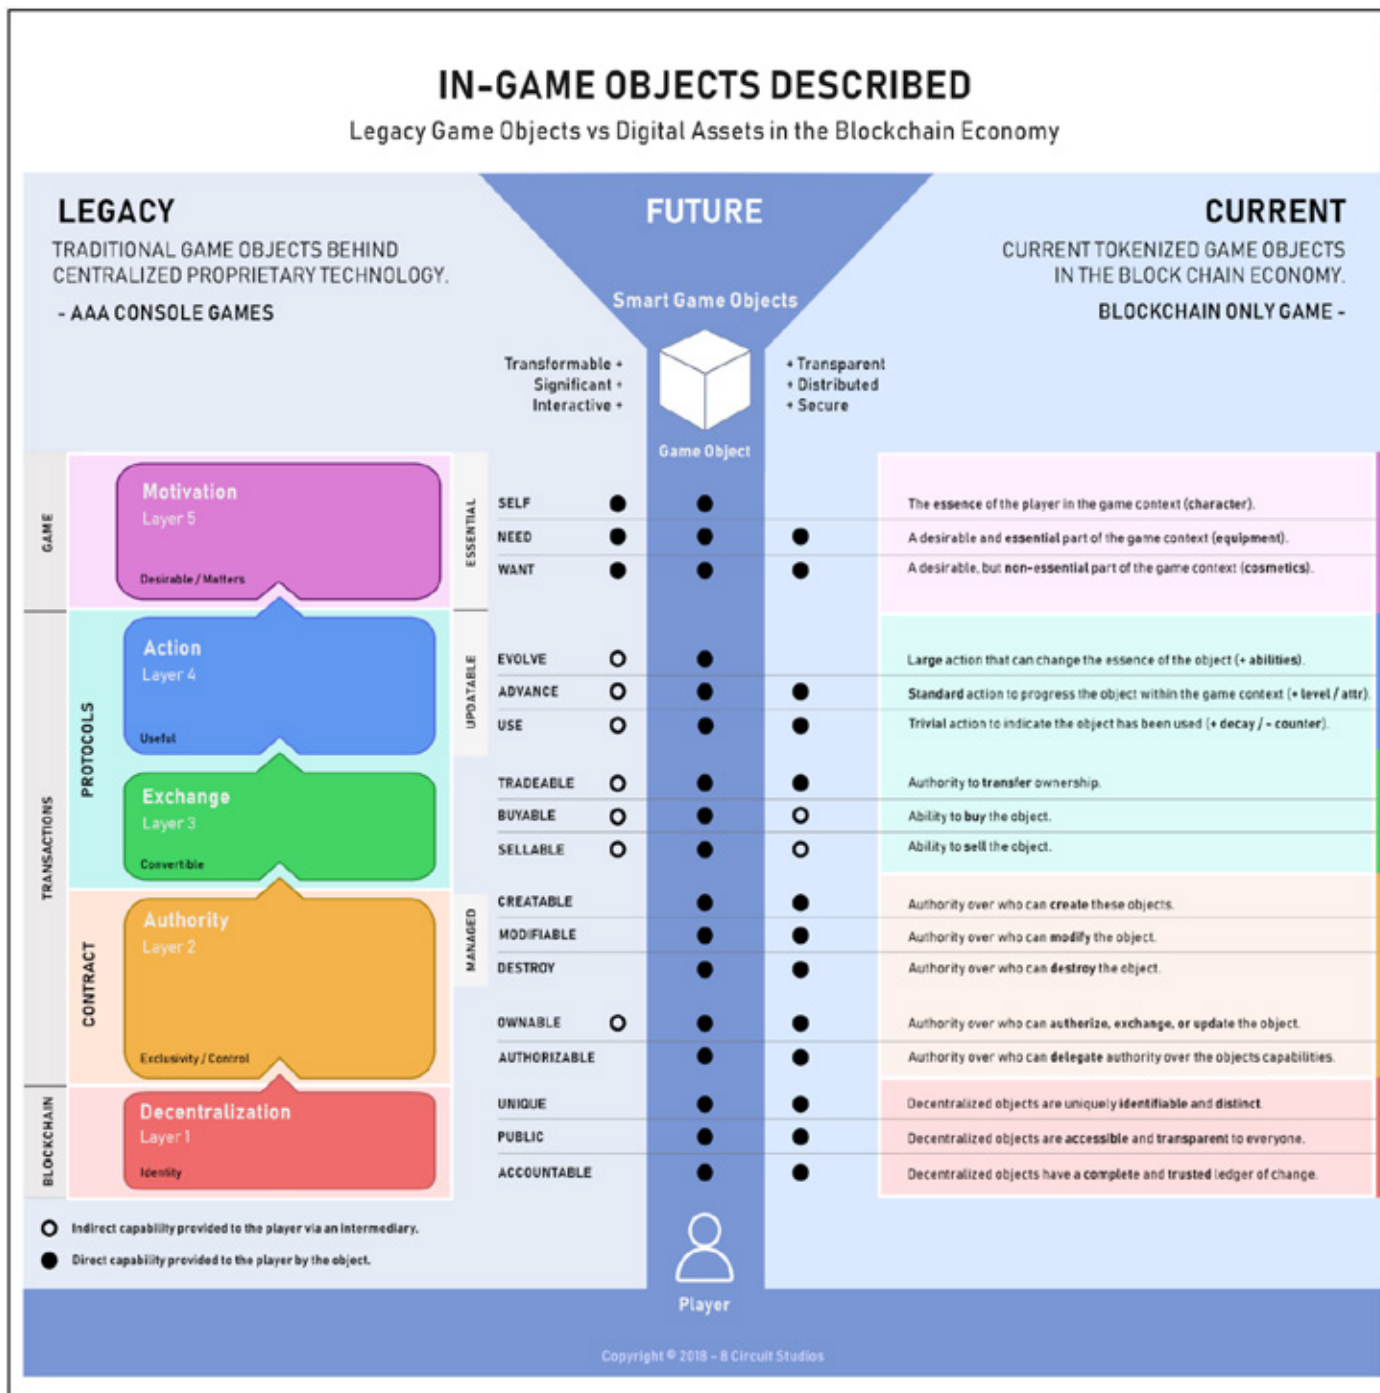 IN-GAME OBJECTS DESCRIBED
Legacy Game Objects vs Digital Assets in the Blockchain Economy
LEGACY
TRADITIONAL GAME OBJECTS BEHIND
CENTRALIZED PROPRIETARY TECHNOLOGY.
- AAA CONSOLE GAMES
FUTURE
Smart Game Objects
CURRENT
CURRENT TOKENIZED GAME OBJECTS
IN THE BLOCK CHAIN ECONOMY.
BLOCKCHAIN ONLY GAME -
Transformable +
Significant +
Interactive +
+ Transparent
+ Distributed
+ Secure
Game Object
GAME
Motivation
Layer 5
Desirable / Matters
ESSENTIAL
SELF
The essence of the player in the game context (character).
NEED
A desirable and essential part of the game context (equipment).
WANT
A desirable, but non-essential part of the game context (cosmetics).
TRANSACTIONS
PROTOCOLS
Action
Layer 4
Useful
UPDATABLE
EVOLVE
Large action that can change the essence of the object (+ abilities).
ADVANCE
Standard action to progress the object within the game context (+ level / attr).
USE
Trivial action to indicate the object has been used (+ decay / - counter).
Exchange
Layer 3
Convertible
TRADEABLE
Authority to transfer ownership.
BUYABLE
Ability to buy the object.
SELLABLE
Ability to sell the object.
CONTRACT
Authority
Layer 2
Exclusivity / Control
MANAGED
CREATABLE
Authority over who can create these objects.
MODIFIABLE
Authority over who can modify the object.
DESTROY
Authority over who can destroy the object.
OWNABLE
Authority over who can authorize, exchange, or update the object.
AUTHORIZABLE
Authority over who can delegate authority over the objects capabilities.
BLOCKCHAIN
Decentralization
Layer 1
Identity
UNIQUE
Decentralized objects are uniquely identifiable and distinct.
PUBLIC
Decentralized objects are accessible and transparent to everyone.
ACCOUNTABLE
Decentralized objects have a complete and trusted ledger of change.
Indirect capability provided to the player via an intermediary.
Direct capability provided to the player by the object.
Player
Copyright © 2018 - 8 Circuit Studios